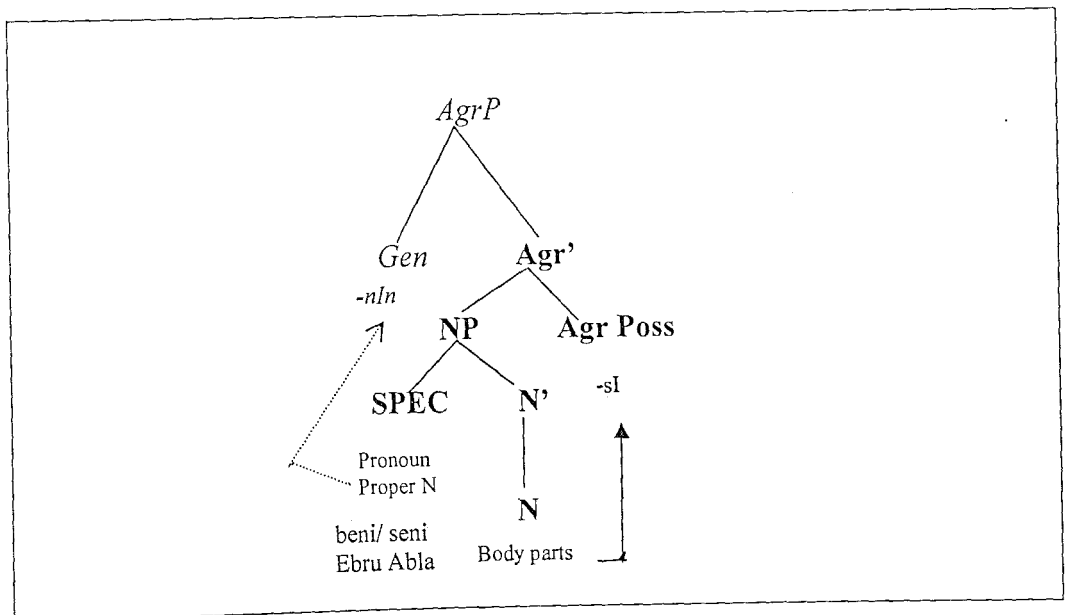 AgrP
Gen Agr'
-nIn
NP Agr Poss
SPEC N' -sI
Pronoun
Proper N
N
beni/ seni
Ebru Abla Body parts